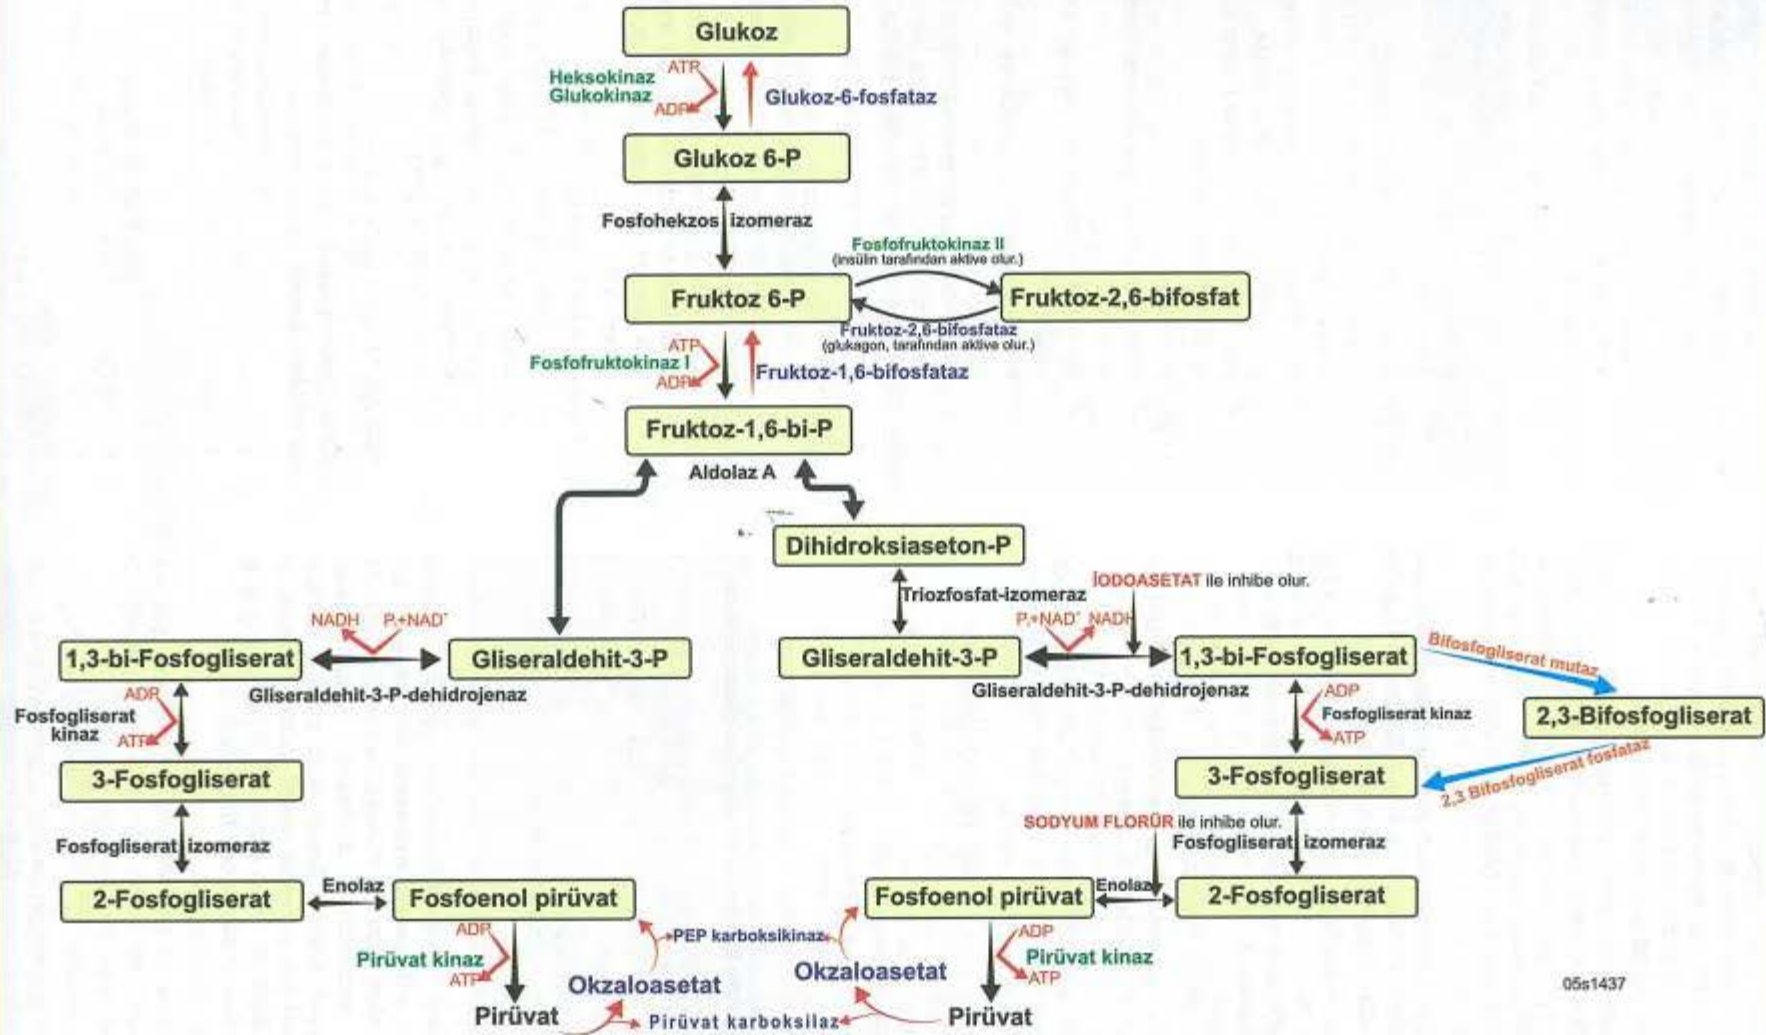 Glukoz
Heksokinaz
Glukokinaz
ATP
ADP
Glukoz-6-fosfataz
Glukoz 6-P
Fosfohekzos izomeraz
Fosfofruktokinaz II
(insülin tarafından aktive olur.)
Fruktoz 6-P
Fruktoz-2,6-bifosfat
Fruktoz-2,6-bifosfataz
(glukagon, tarafından aktive olur.)
ATP
Fosfofruktokinaz I
ADP
Fruktoz-1,6-bifosfataz
Fruktoz-1,6-bi-P
Aldolaz A
Dihidroksiaseton-P
Triozfosfat-izomeraz
İODOASETAT ile inhibe olur.
NADH
Pi+NAD+
Pi+NAD+
NADH
1,3-bi-Fosfogliserat
Gliseraldehit-3-P
Gliseraldehit-3-P
1,3-bi-Fosfogliserat
Bifosfogliserat mutaz
Gliseraldehit-3-P-dehidrojenaz
Gliseraldehit-3-P-dehidrojenaz
ADP
Fosfogliserat
kinaz
ATP
ADP
Fosfogliserat kinaz
ATP
2,3-Bifosfogliserat
2,3 Bifosfogliserat fosfataz
3-Fosfogliserat
3-Fosfogliserat
SODYUM FLORÜR ile inhibe olur.
Fosfogliserat izomeraz
Fosfogliserat izomeraz
2-Fosfogliserat
Enolaz
Fosfoenol pirüvat
Fosfoenol pirüvat
Enolaz
2-Fosfogliserat
ADP
Pirüvat kinaz
ATP
PEP karboksikinaz
ADP
Pirüvat kinaz
ATP
Okzaloasetat
Okzaloasetat
Pirüvat
Pirüvat karboksilaz
Pirüvat
05s1437